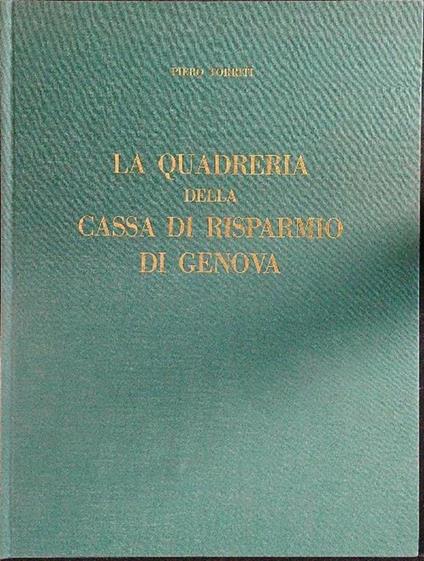 PIERO TORRITI
LA QUADRERIA
DELLA
CASSA DI RISPARMIO
DI GENOVA